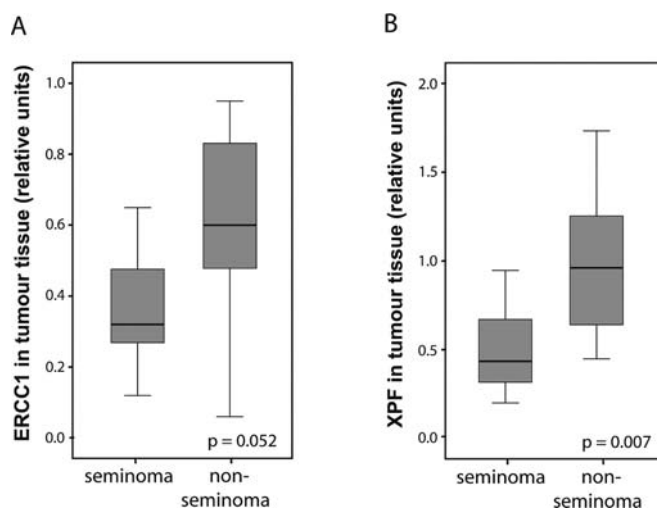 A
ERCC1 in tumour tissue (relative units)
1.0
0.8
0.6
0.4
0.2
0.0
p = 0.052
seminoma
non-
seminoma
B
XPF in tumour tissue (relative units)
2.0
1.5
1.0
0.5
0.0
p = 0.007
seminoma
non-
seminoma